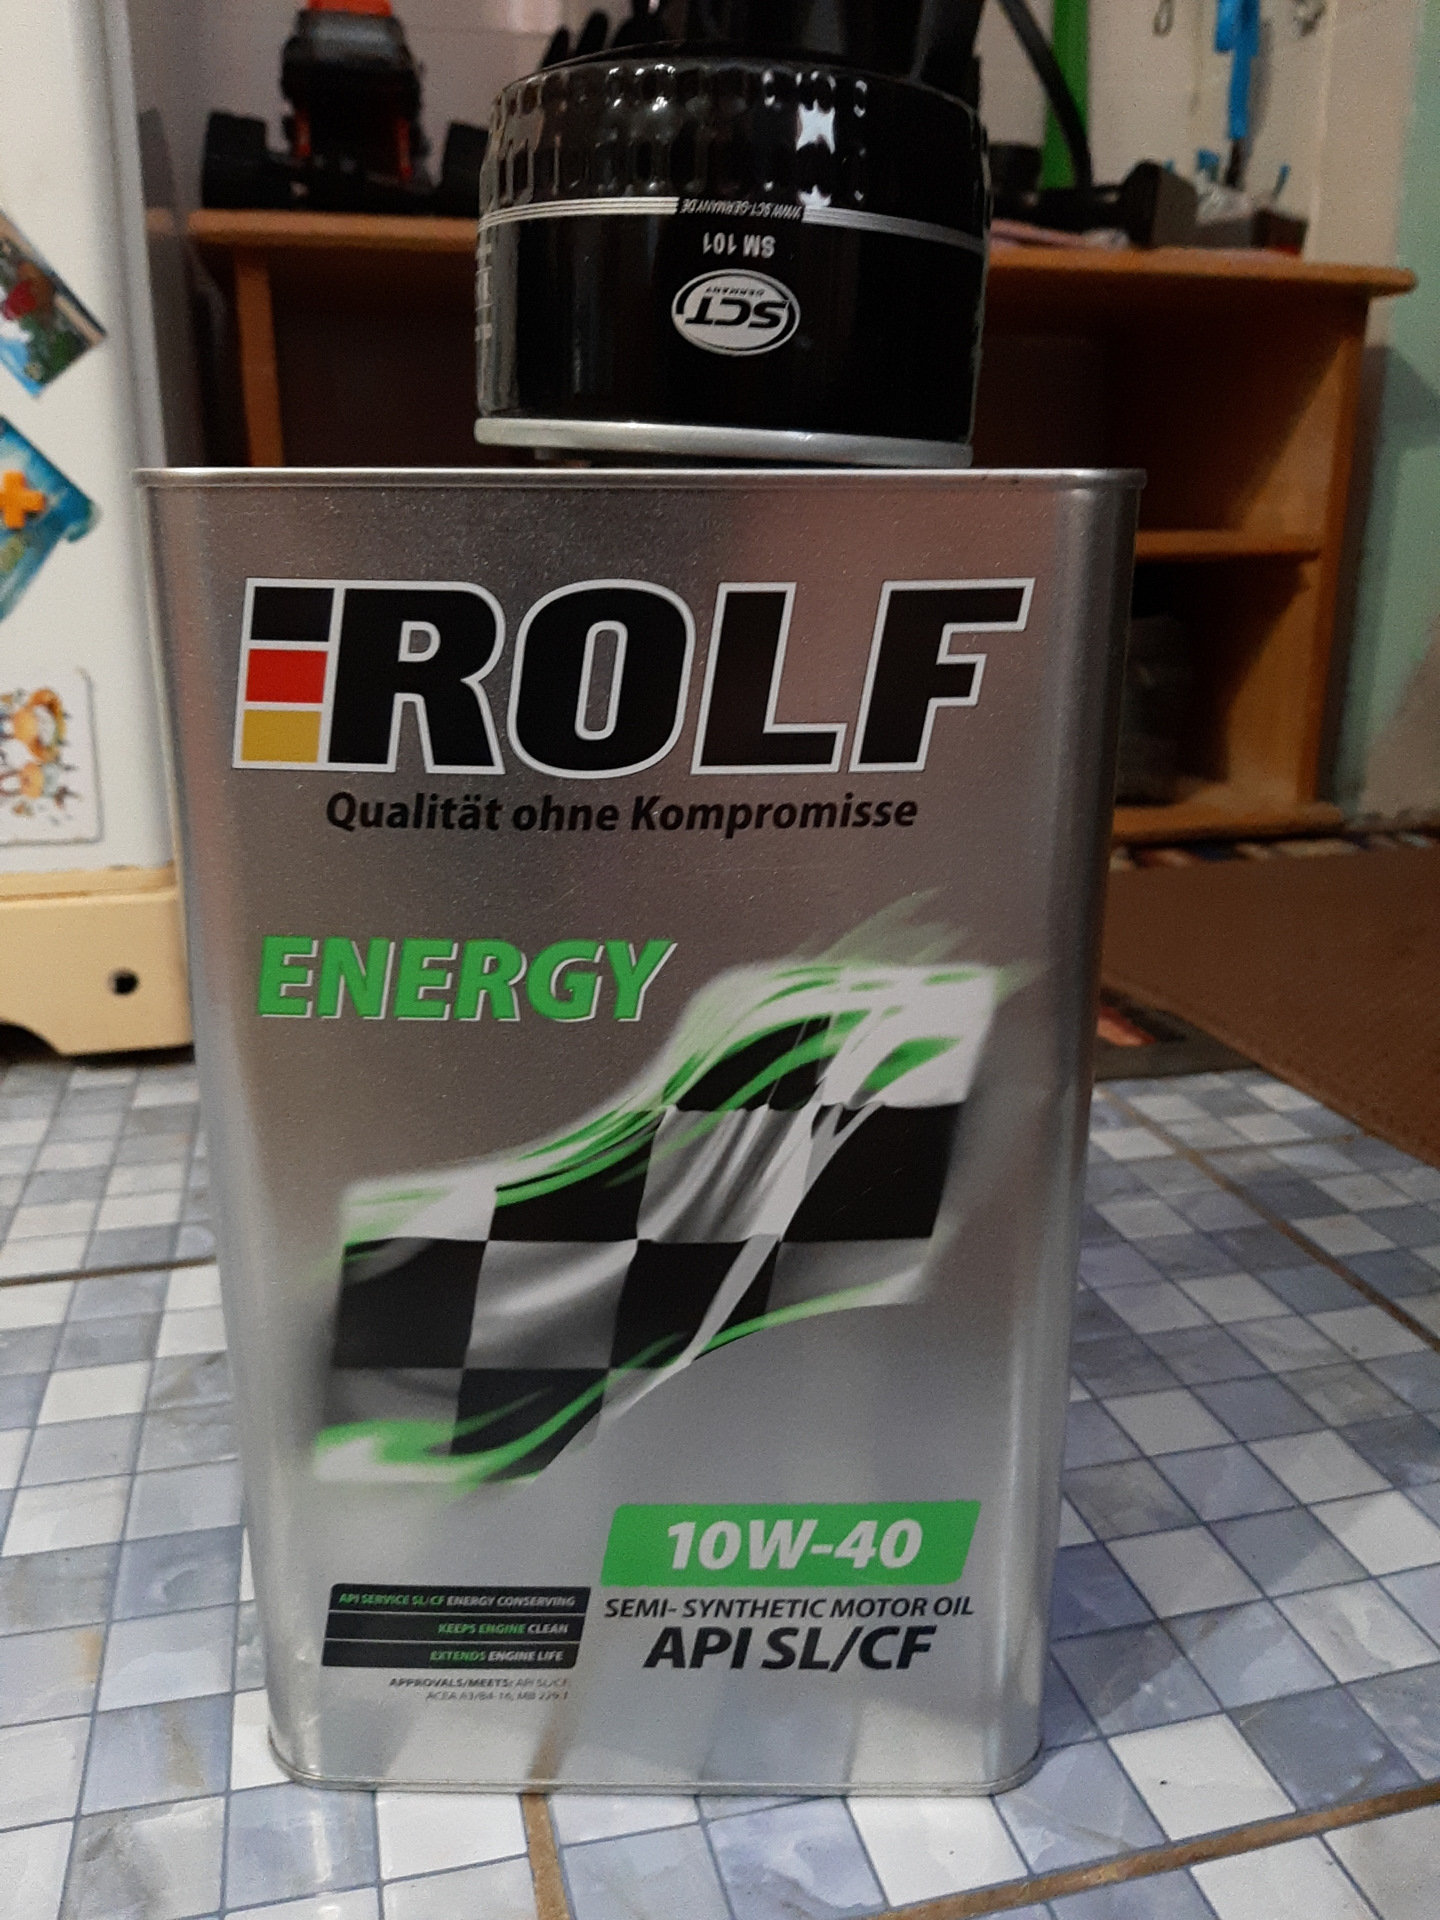 WWW.SCT-GERMANY.DE
SM 101
SCT
GERMANY
ROLF
Qualität ohne Kompromisse
ENERGY
10W-40
SEMI- SYNTHETIC MOTOR OIL
API SL/CF
API SERVICE SL/CF ENERGY CONSERVING
KEEPS ENGINE CLEAN
EXTENDS ENGINE LIFE
APPROVALS/MEETS: API SL/CF,
ACEA A3/B4-16, MB 229.1